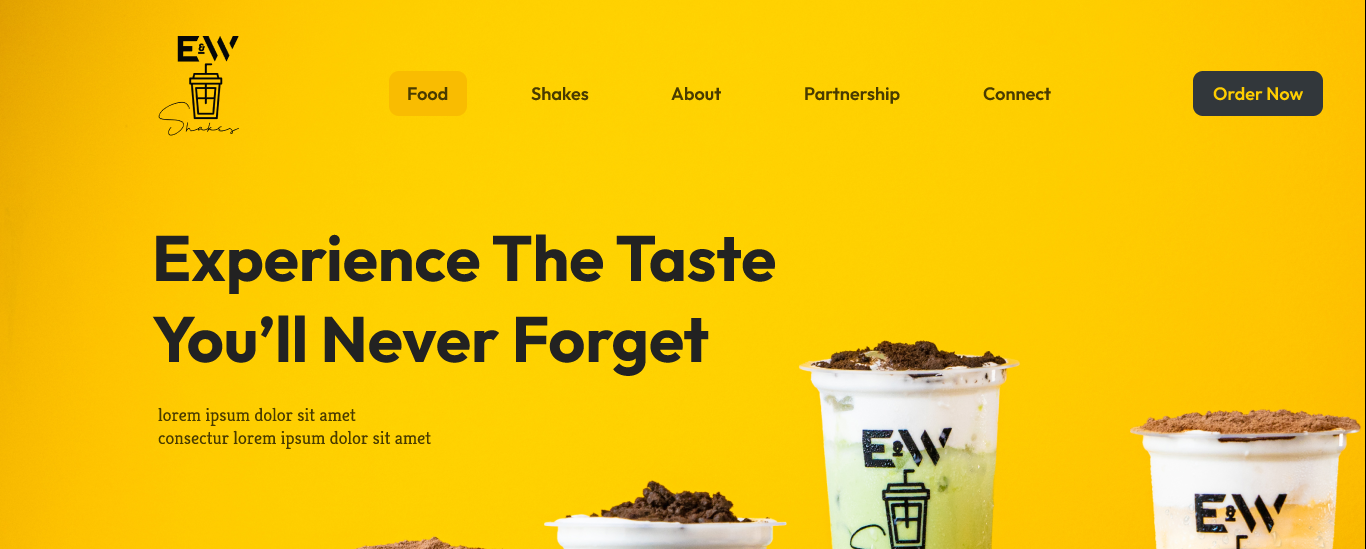 E&W
Shakes
Food
Shakes
About
Partnership
Connect
Order Now
Experience The Taste
You’ll Never Forget
lorem ipsum dolor sit amet
consectur lorem ipsum dolor sit amet
E&W
E&W